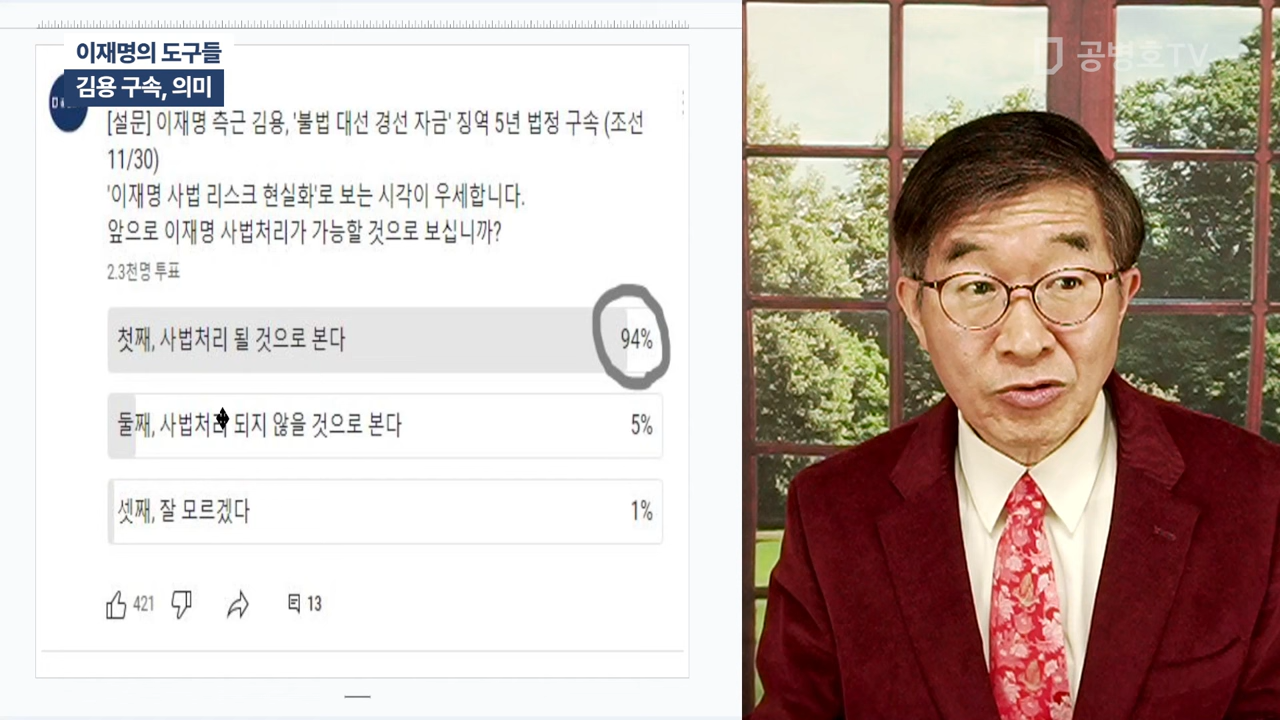 이재명의 도구들
김용 구속, 의미
공병호TV
[설문] 이재명 측근 김용, '불법 대선 경선 자금' 징역 5년 법정 구속 (조선
11/30)
'이재명 사법 리스크 현실화'로 보는 시각이 우세합니다.
앞으로 이재명 사법처리가 가능할 것으로 보십니까?
2.3천명 투표
첫째, 사법처리 될 것으로 본다 94%
둘째, 사법처리 되지 않을 것으로 본다 5%
셋째, 잘 모르겠다 1%
421 13